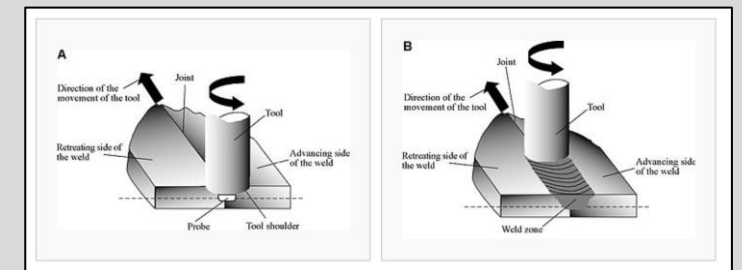 A
Joint
Direction of the
movement of the tool
Tool
Retreating side of
the weld
Advancing side
of the weld
Probe
Tool shoulder
B
Joint
Direction of the
movement of the tool
Tool
Retreating side of
the weld
Advancing side
of the weld
Weld zone